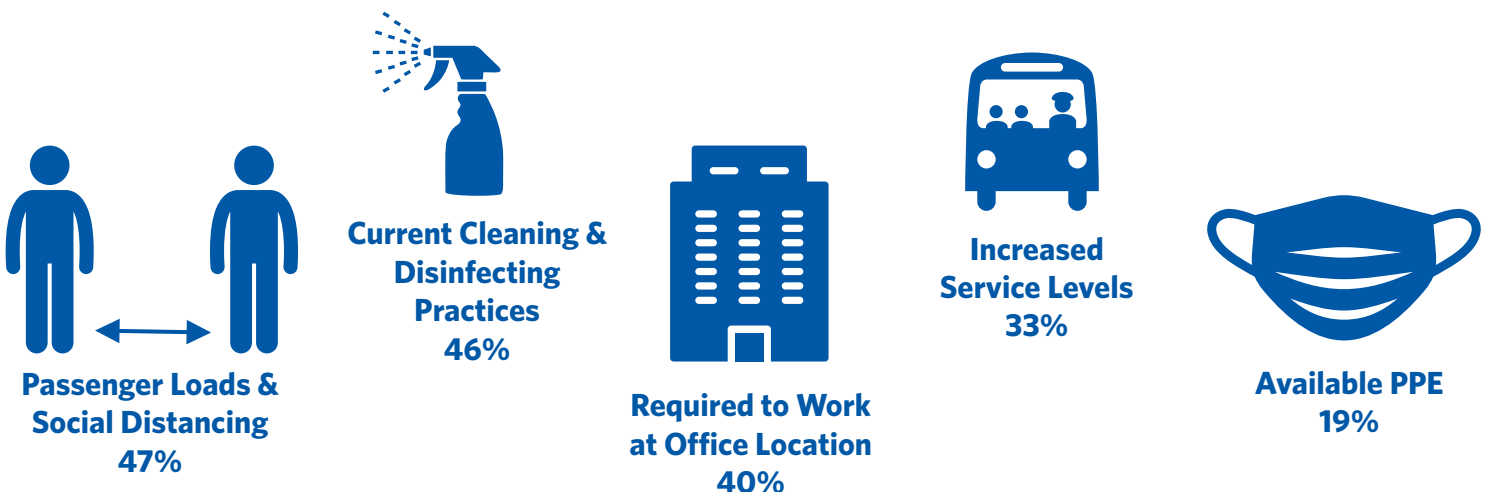 Passenger Loads &
Social Distancing
47%
Current Cleaning &
Disinfecting
Practices
46%
Required to Work
at Office Location
40%
Increased
Service Levels
33%
Available PPE
19%